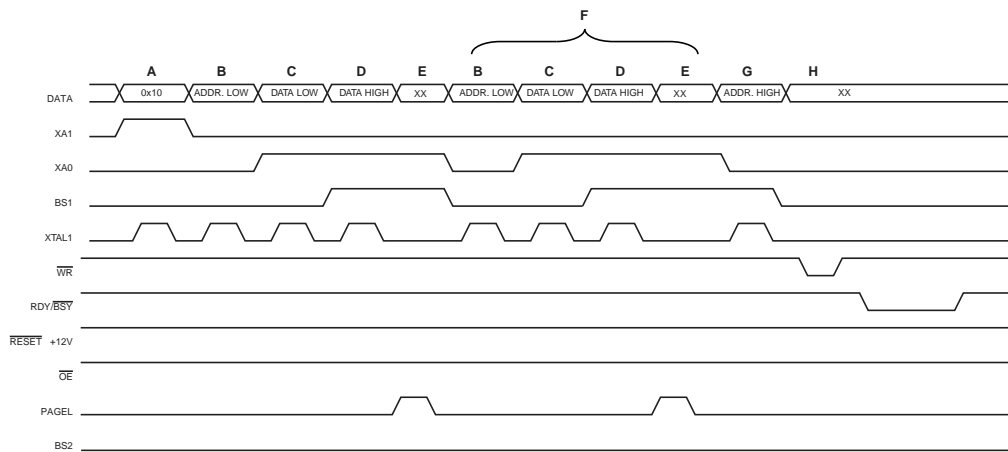 F
A B C D E B C D E G H
DATA 0x10 ADDR. LOW DATA LOW DATA HIGH XX ADDR. LOW DATA LOW DATA HIGH XX ADDR. HIGH XX
XA1
XA0
BS1
XTAL1
WR
RDY/BSY
RESET +12V
OE
PAGEL
BS2